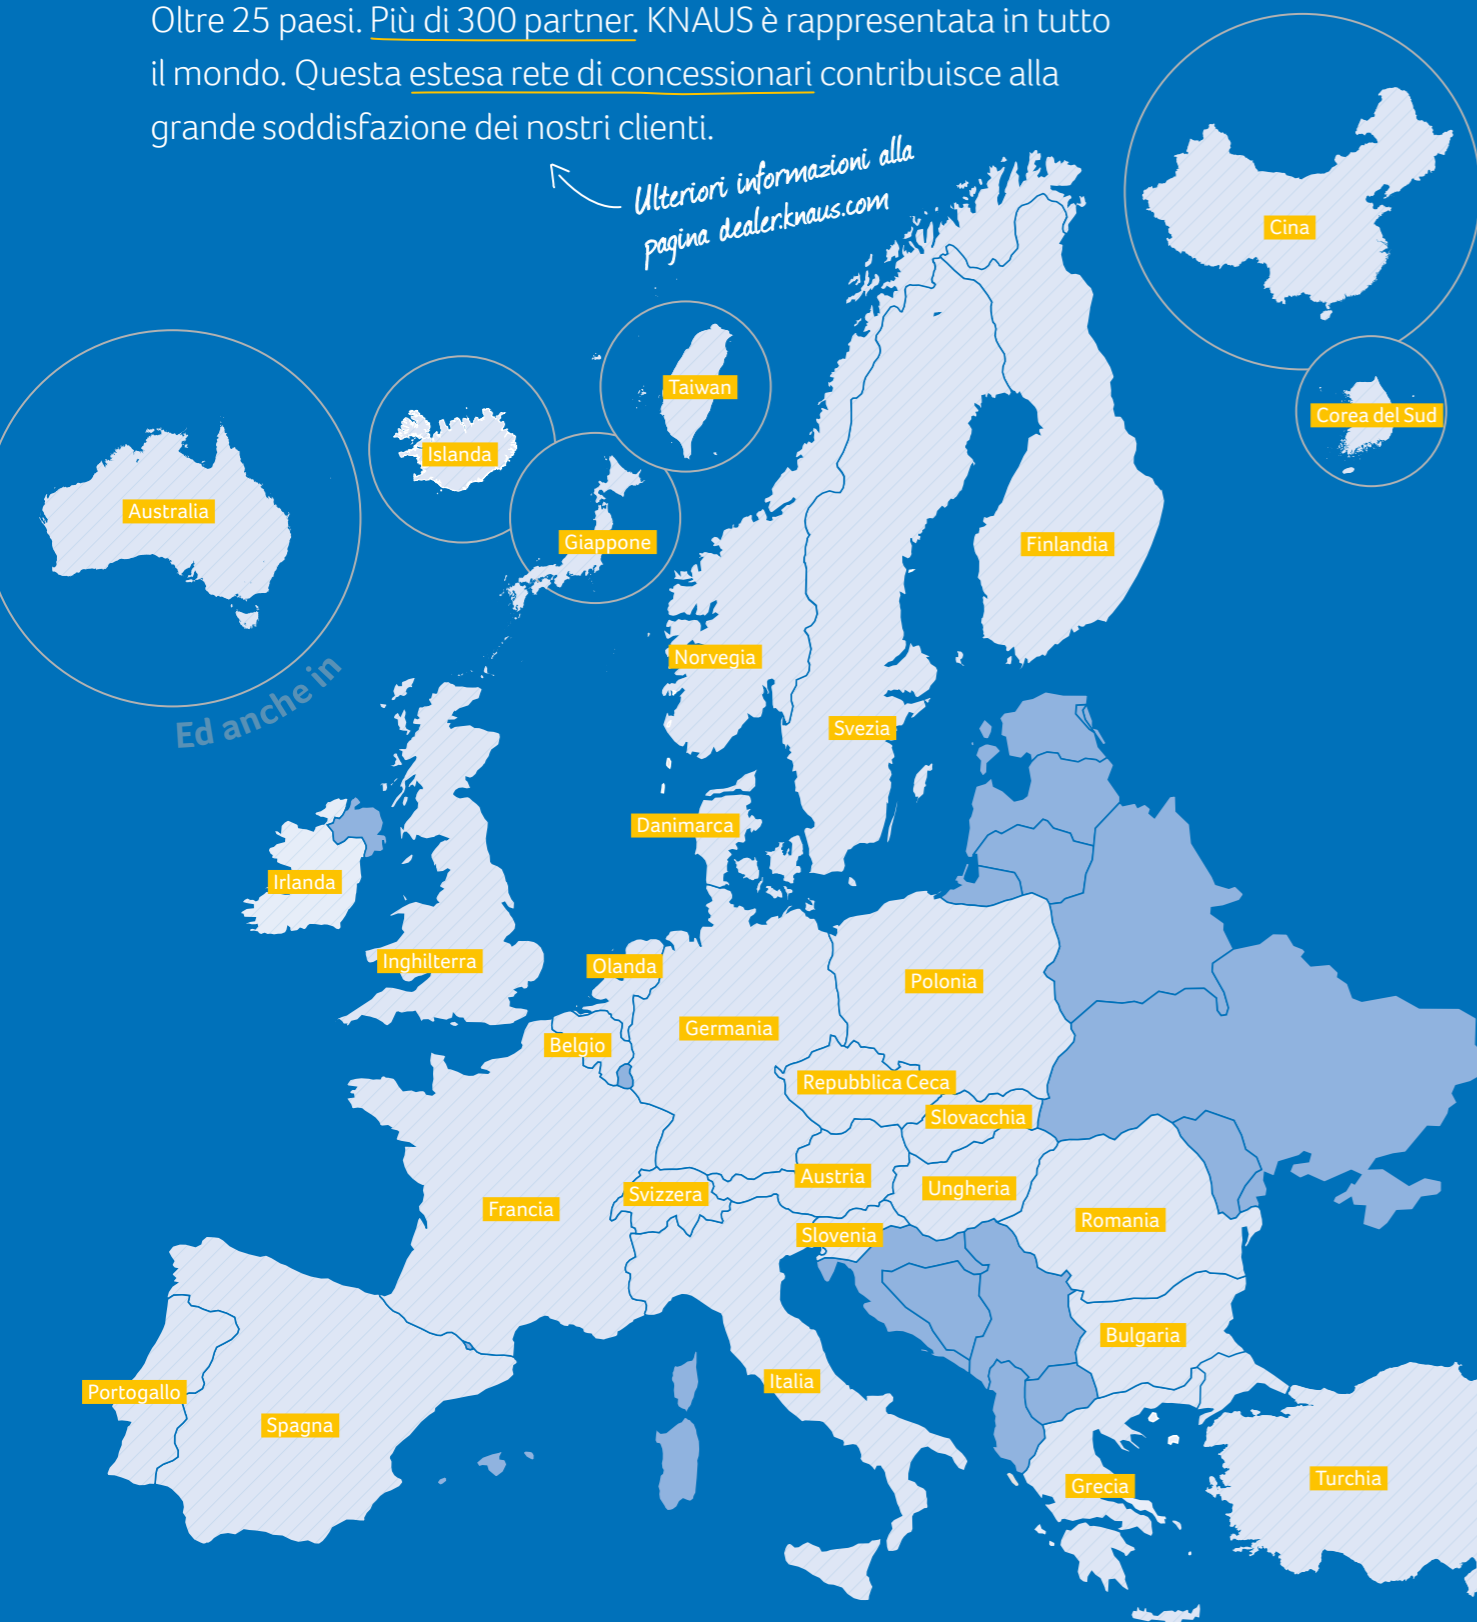 Oltre 25 paesi. Più di 300 partner. KNAUS è rappresentata in tutto
il mondo. Questa estesa rete di concessionari contribuisce alla
grande soddisfazione dei nostri clienti.
Ulteriori informazioni alla
pagina dealer.knaus.com
Cina
Taiwan
Corea del Sud
Islanda
Australia
Giappone
Finlandia
Norvegia
Ed anche in
Svezia
Danimarca
Irlanda
Inghilterra
Olanda
Polonia
Germania
Belgio
Repubblica Ceca
Slovacchia
Austria
Ungheria
Svizzera
Francia
Romania
Slovenia
Bulgaria
Italia
Portogallo
Spagna
Turchia
Grecia